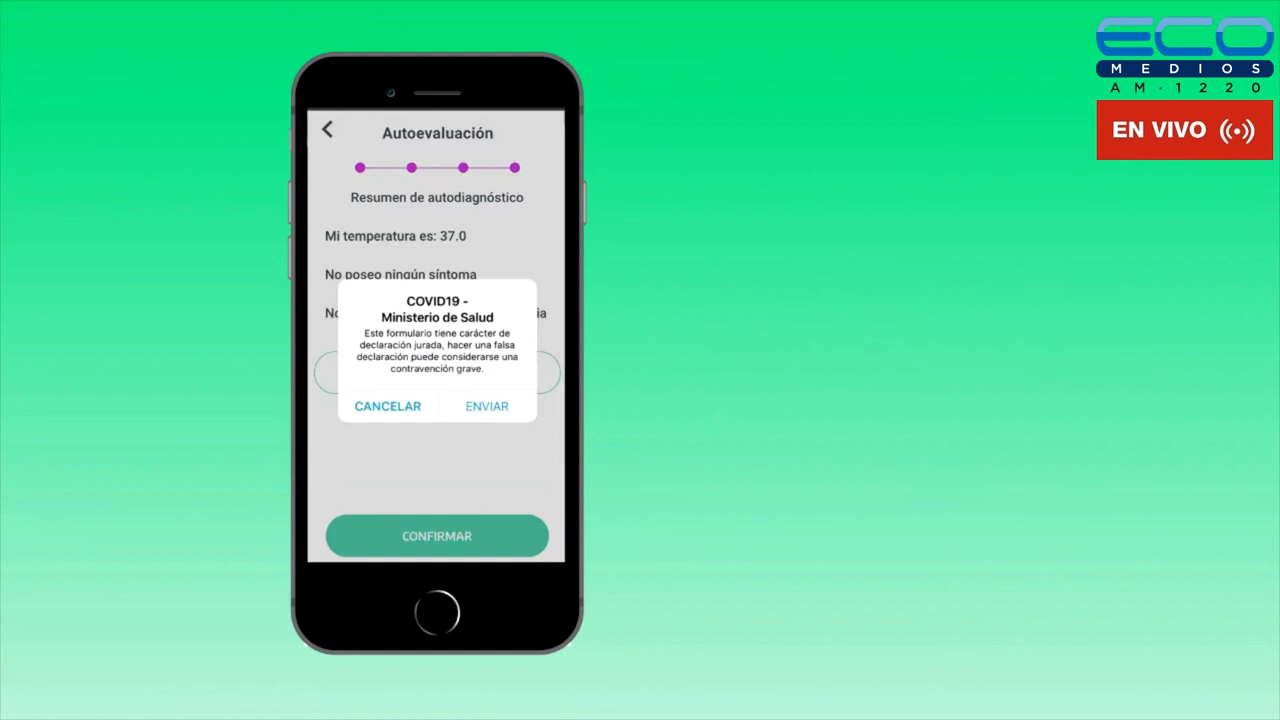 ECO
MEDIOS
AM·1220
EN VIVO
Autoevaluación
Resumen de autodiagnóstico
Mi temperatura es: 37.0
No poseo ningún síntoma
COVID19 -
Ministerio de Salud
Este formulario tiene carácter de
declaración jurada, hacer una falsa
declaración puede considerarse una
contravención grave.
CANCELAR ENVIAR
CONFIRMAR